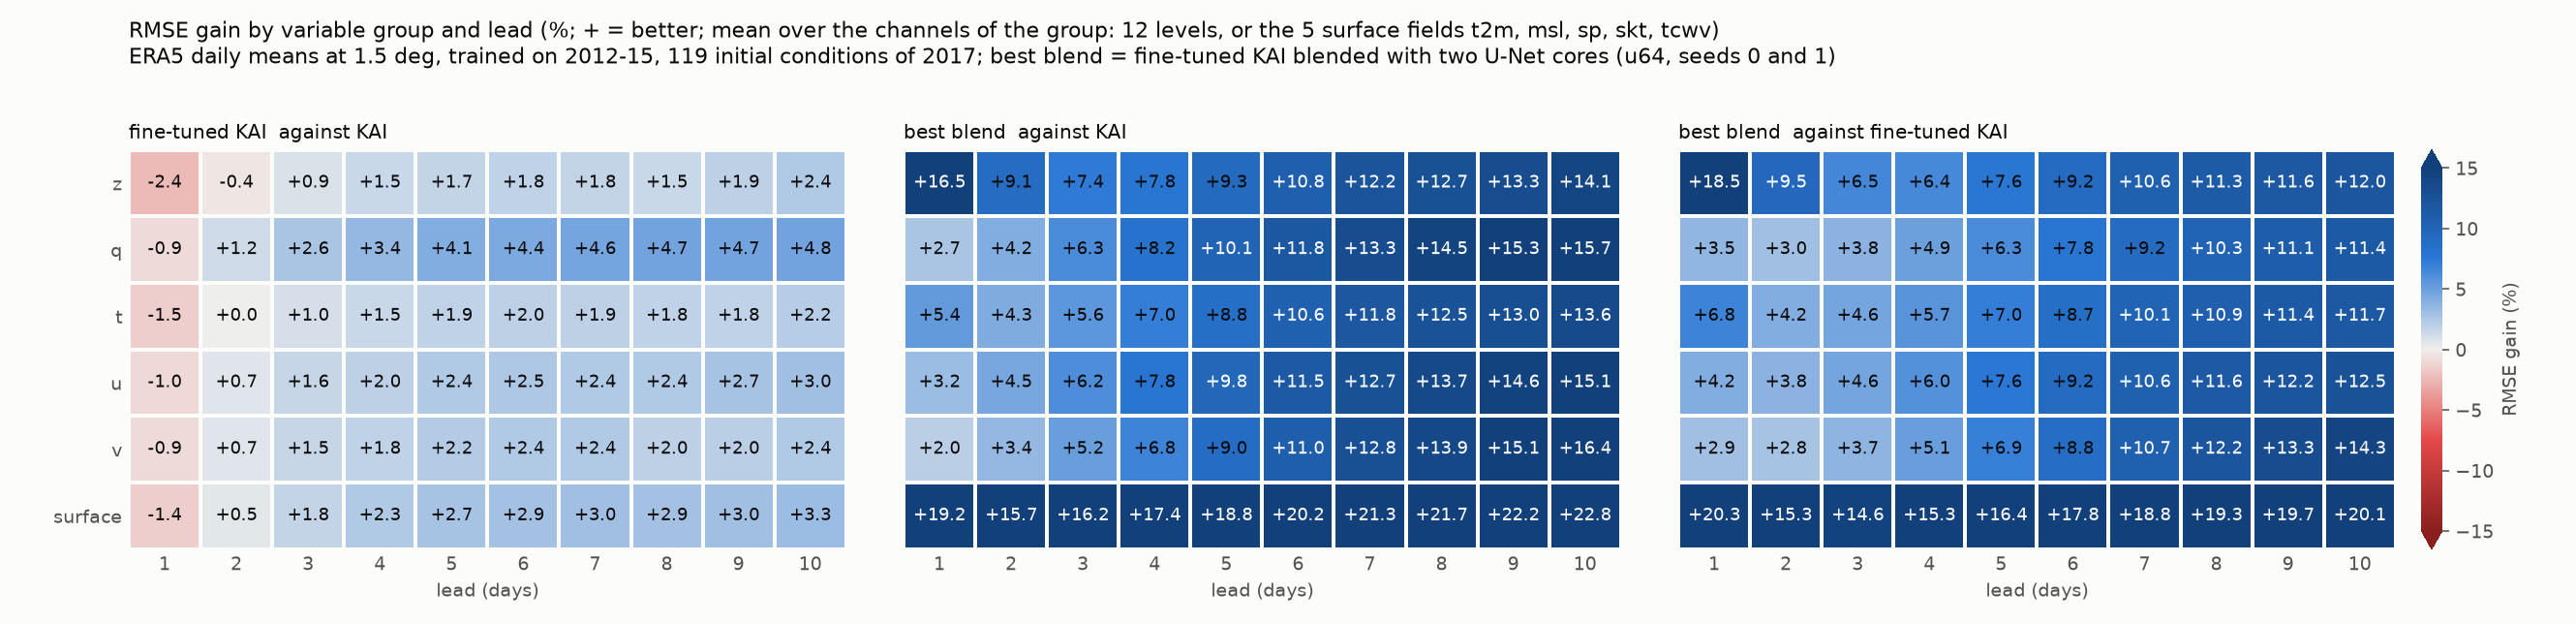 RMSE gain by variable group and lead (%; + = better; mean over the channels of the group: 12 levels, or the 5 surface fields t2m, msl, sp, skt, tcwv)
ERA5 daily means at 1.5 deg, trained on 2012-15, 119 initial conditions of 2017; best blend = fine-tuned KAI blended with two U-Net cores (u64, seeds 0 and 1)
fine-tuned KAI against KAI
z -2.4 -0.4 +0.9 +1.5 +1.7 +1.8 +1.8 +1.5 +1.9 +2.4
q -0.9 +1.2 +2.6 +3.4 +4.1 +4.4 +4.6 +4.7 +4.7 +4.8
t -1.5 +0.0 +1.0 +1.5 +1.9 +2.0 +1.9 +1.8 +1.8 +2.2
u -1.0 +0.7 +1.6 +2.0 +2.4 +2.5 +2.4 +2.4 +2.7 +3.0
v -0.9 +0.7 +1.5 +1.8 +2.2 +2.4 +2.4 +2.0 +2.0 +2.4
surface -1.4 +0.5 +1.8 +2.3 +2.7 +2.9 +3.0 +2.9 +3.0 +3.3
1 2 3 4 5 6 7 8 9 10
lead (days)
best blend against KAI
+16.5 +9.1 +7.4 +7.8 +9.3 +10.8 +12.2 +12.7 +13.3 +14.1
+2.7 +4.2 +6.3 +8.2 +10.1 +11.8 +13.3 +14.5 +15.3 +15.7
+5.4 +4.3 +5.6 +7.0 +8.8 +10.6 +11.8 +12.5 +13.0 +13.6
+3.2 +4.5 +6.2 +7.8 +9.8 +11.5 +12.7 +13.7 +14.6 +15.1
+2.0 +3.4 +5.2 +6.8 +9.0 +11.0 +12.8 +13.9 +15.1 +16.4
+19.2 +15.7 +16.2 +17.4 +18.8 +20.2 +21.3 +21.7 +22.2 +22.8
1 2 3 4 5 6 7 8 9 10
lead (days)
best blend against fine-tuned KAI
+18.5 +9.5 +6.5 +6.4 +7.6 +9.2 +10.6 +11.3 +11.6 +12.0
+3.5 +3.0 +3.8 +4.9 +6.3 +7.8 +9.2 +10.3 +11.1 +11.4
+6.8 +4.2 +4.6 +5.7 +7.0 +8.7 +10.1 +10.9 +11.4 +11.7
+4.2 +3.8 +4.6 +6.0 +7.6 +9.2 +10.6 +11.6 +12.2 +12.5
+2.9 +2.8 +3.7 +5.1 +6.9 +8.8 +10.7 +12.2 +13.3 +14.3
+20.3 +15.3 +14.6 +15.3 +16.4 +17.8 +18.8 +19.3 +19.7 +20.1
1 2 3 4 5 6 7 8 9 10
lead (days)
15
10
5
0
−5
−10
−15
RMSE gain (%)